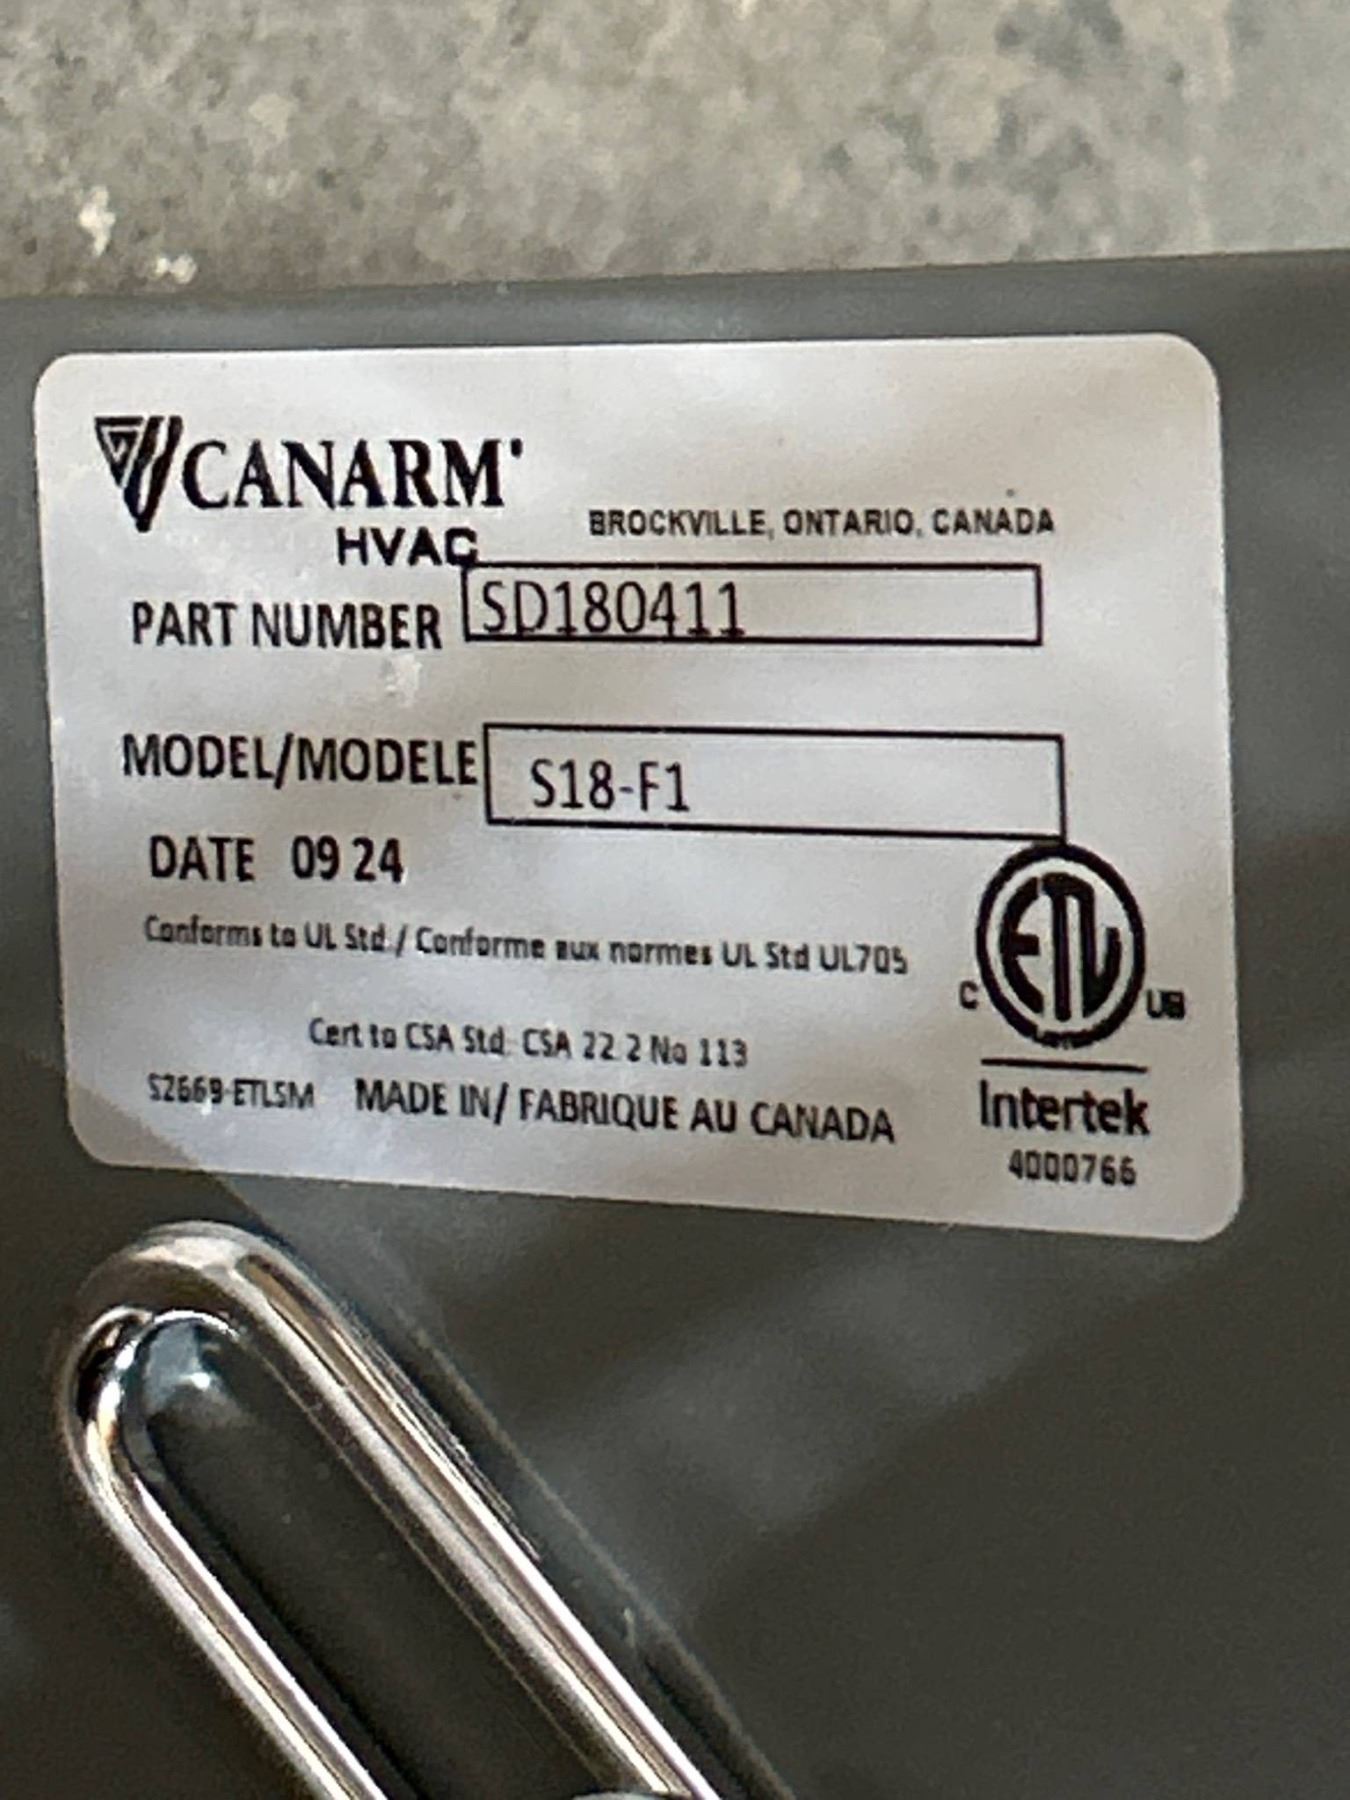 CANARM
HVAC
BROCKVILLE, ONTARIO, CANADA
PART NUMBER SD180411
MODEL/MODELE S18-F1
DATE 09 24
Conforms to UL Std / Conforme aux normes UL Std UL705
Cert to CSA Std CSA 22.2 No 113
S2669-ETLSM MADE IN/ FABRIQUE AU CANADA
ETL
C US
Intertek
4000766